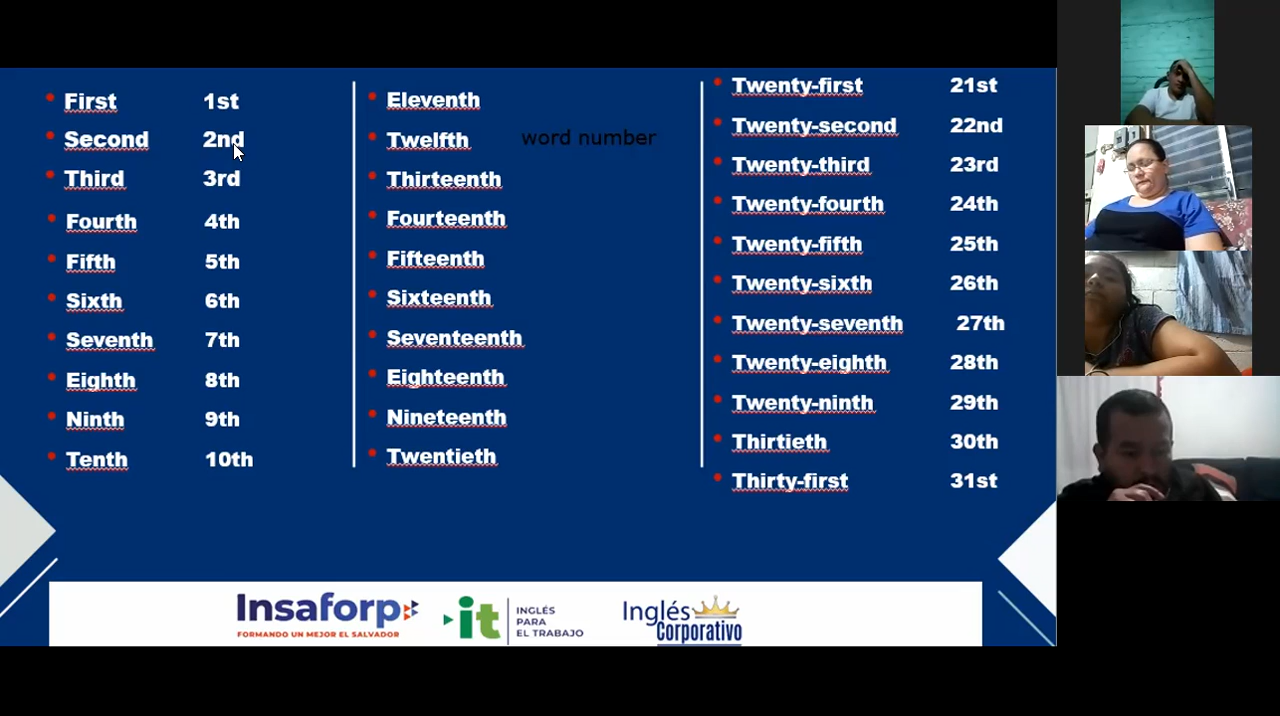 First 1st
Second 2nd
Third 3rd
Fourth 4th
Fifth 5th
Sixth 6th
Seventh 7th
Eighth 8th
Ninth 9th
Tenth 10th
Eleventh
Twelfth word number
Thirteenth
Fourteenth
Fifteenth
Sixteenth
Seventeenth
Eighteenth
Nineteenth
Twentieth
Twenty-first 21st
Twenty-second 22nd
Twenty-third 23rd
Twenty-fourth 24th
Twenty-fifth 25th
Twenty-sixth 26th
Twenty-seventh 27th
Twenty-eighth 28th
Twenty-ninth 29th
Thirtieth 30th
Thirty-first 31st
Insaforp
FORMANDO UN MEJOR EL SALVADOR
it
INGLÉS
PARA
EL TRABAJO
Inglés
Corporativo